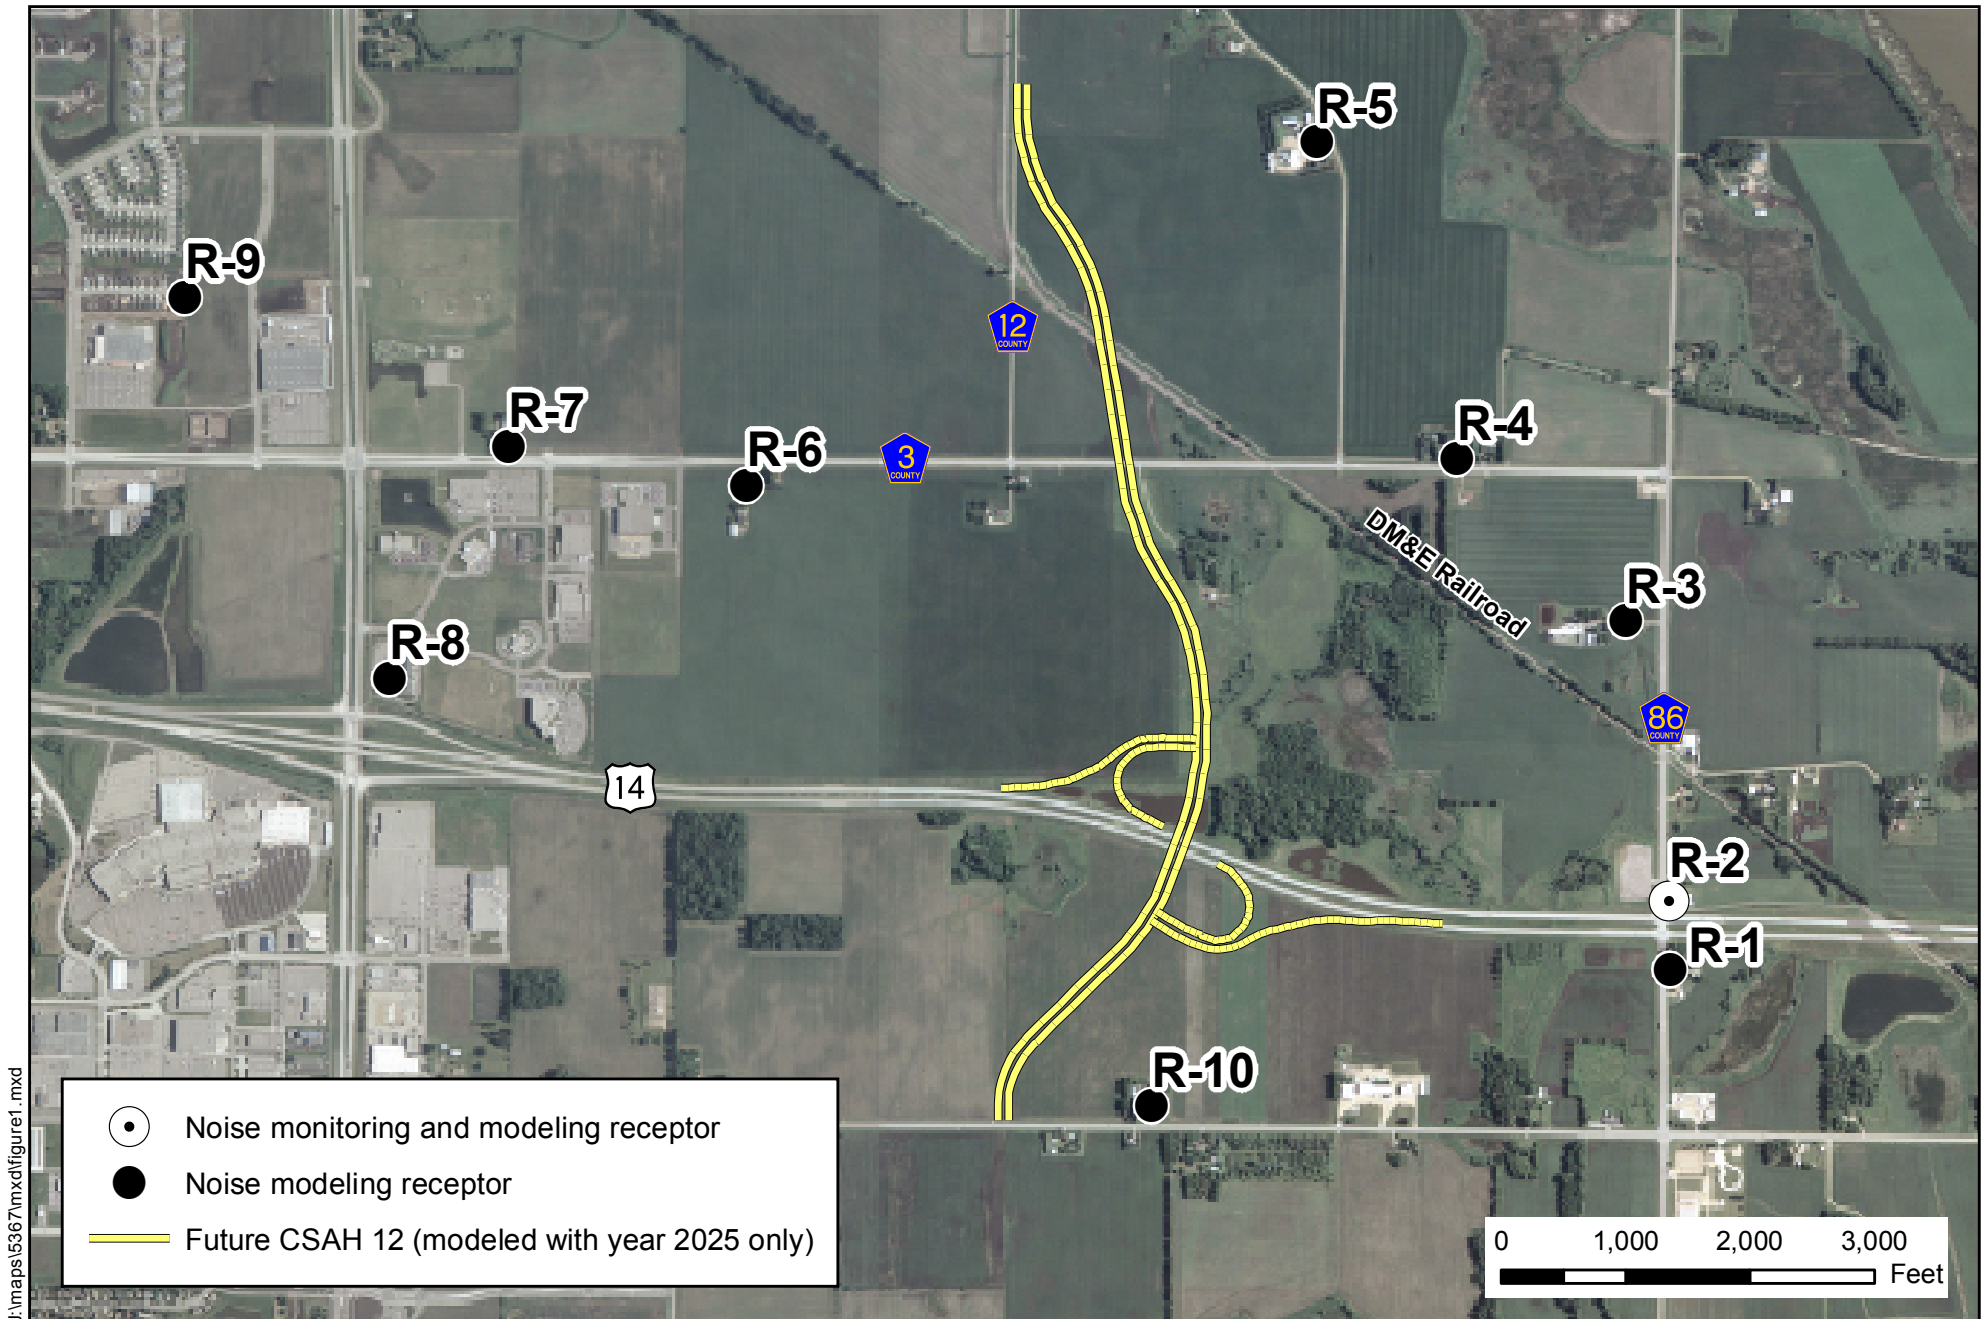 R-5
R-9
12
COUNTY
R-7
R-6
3
COUNTY
R-4
DM&E Railroad
R-3
R-8
86
COUNTY
14
R-2
R-1
R-10
Noise monitoring and modeling receptor
Noise modeling receptor
Future CSAH 12 (modeled with year 2025 only)
0 1,000 2,000 3,000
Feet
J:\maps\5367\mxd\figure1.mxd